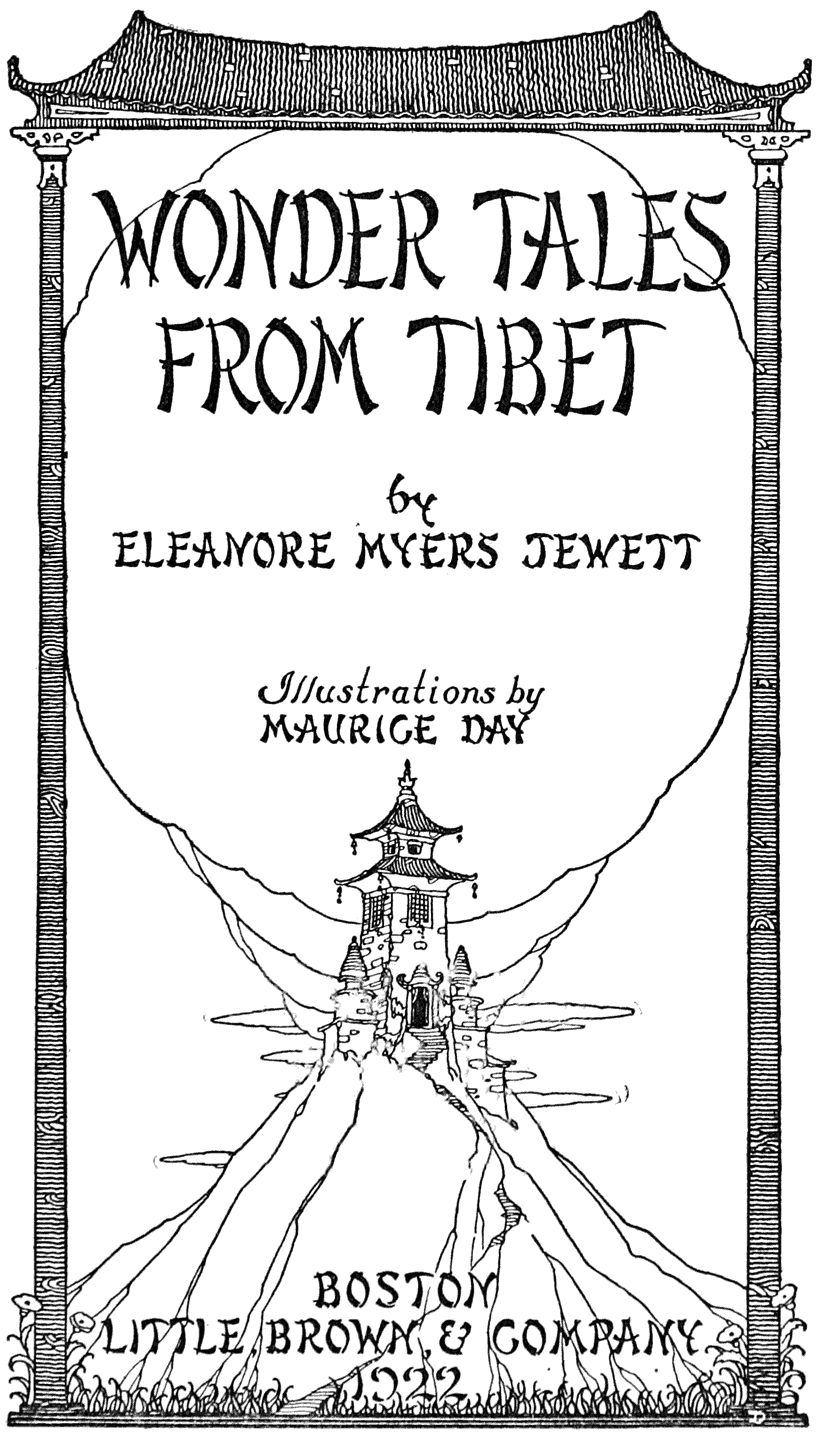 WONDER TALES
FROM TIBET
by
ELEANORE MYERS JEWETT
Illustrations by
MAURICE DAY
BOSTON
LITTLE, BROWN, & COMPANY
1922